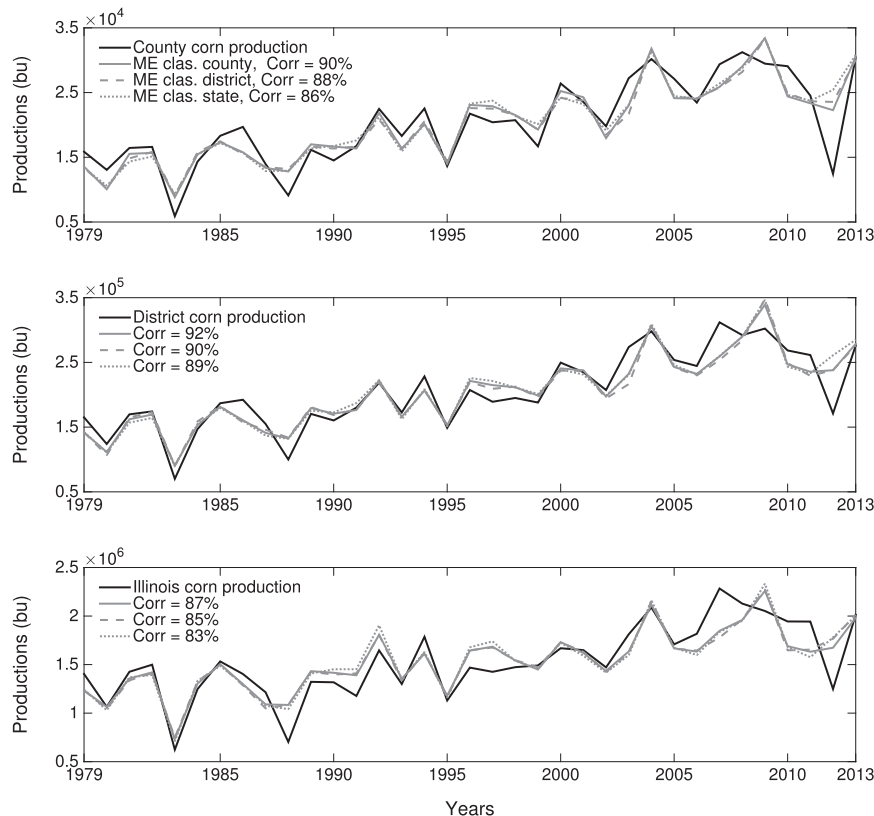 ×10^4
3.5
2.5
1.5
0.5
Productions (bu)
County corn production
ME clas. county, Corr = 90%
ME clas. district, Corr = 88%
ME clas. state, Corr = 86%
1979 1985 1990 1995 2000 2005 2010 2013
×10^5
3.5
2.5
1.5
0.5
Productions (bu)
District corn production
Corr = 92%
Corr = 90%
Corr = 89%
1979 1985 1990 1995 2000 2005 2010 2013
×10^6
2.5
2
1.5
1
0.5
Productions (bu)
Illinois corn production
Corr = 87%
Corr = 85%
Corr = 83%
1979 1985 1990 1995 2000 2005 2010 2013
Years